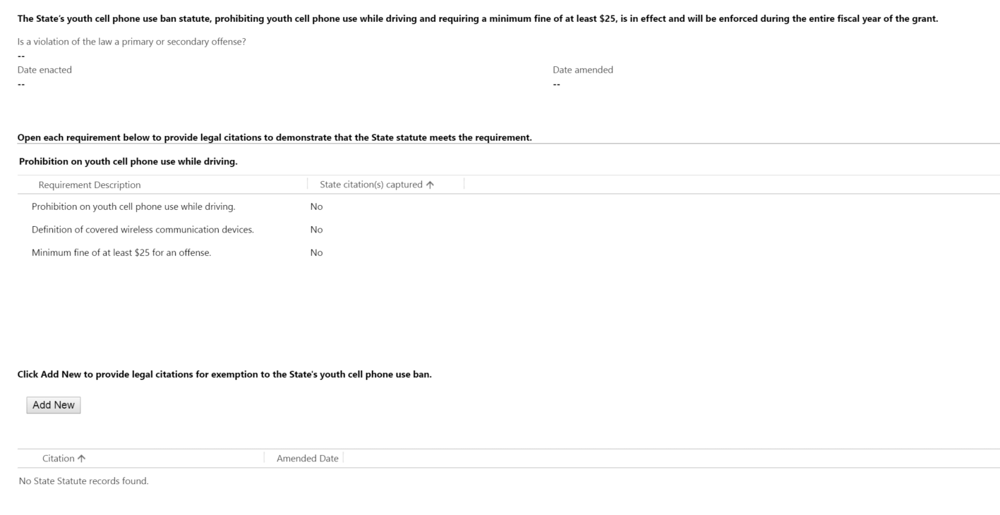 The State's youth cell phone use ban statute, prohibiting youth cell phone use while driving and requiring a minimum fine of at least $25, is in effect and will be enforced during the entire fiscal year of the grant.
Is a violation of the law a primary or secondary offense?
--
Date enacted Date amended
-- --
Open each requirement below to provide legal citations to demonstrate that the State statute meets the requirement.
Prohibition on youth cell phone use while driving.
Requirement Description State citation(s) captured ↑
Prohibition on youth cell phone use while driving. No
Definition of covered wireless communication devices. No
Minimum fine of at least $25 for an offense. No
Click Add New to provide legal citations for exemption to the State's youth cell phone use ban.
Add New
Citation ↑ Amended Date
No State Statute records found.